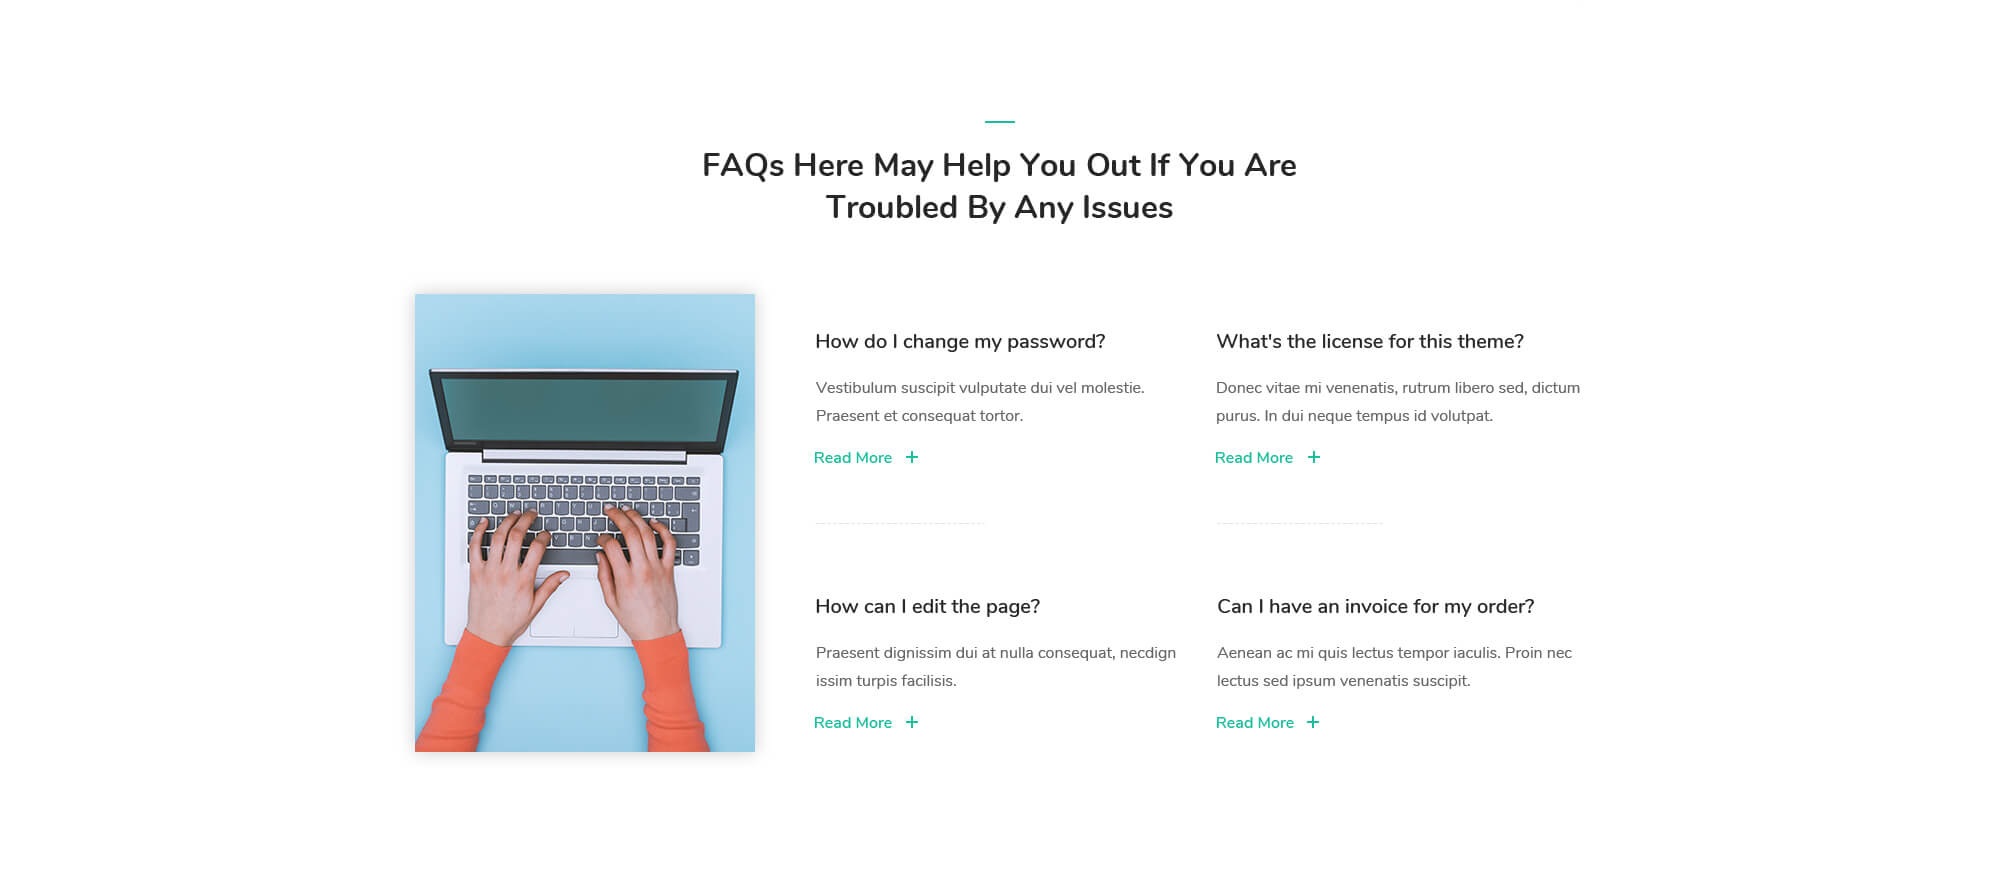 FAQs Here May Help You Out If You Are
Troubled By Any Issues
How do I change my password?
Vestibulum suscipit vulputate dui vel molestie.
Praesent et consequat tortor.
Read More +
What's the license for this theme?
Donec vitae mi venenatis, rutrum libero sed, dictum
purus. In dui neque tempus id volutpat.
Read More +
How can I edit the page?
Praesent dignissim dui at nulla consequat, necdign
issim turpis facilisis.
Read More +
Can I have an invoice for my order?
Aenean ac mi quis lectus tempor iaculis. Proin nec
lectus sed ipsum venenatis suscipit.
Read More +